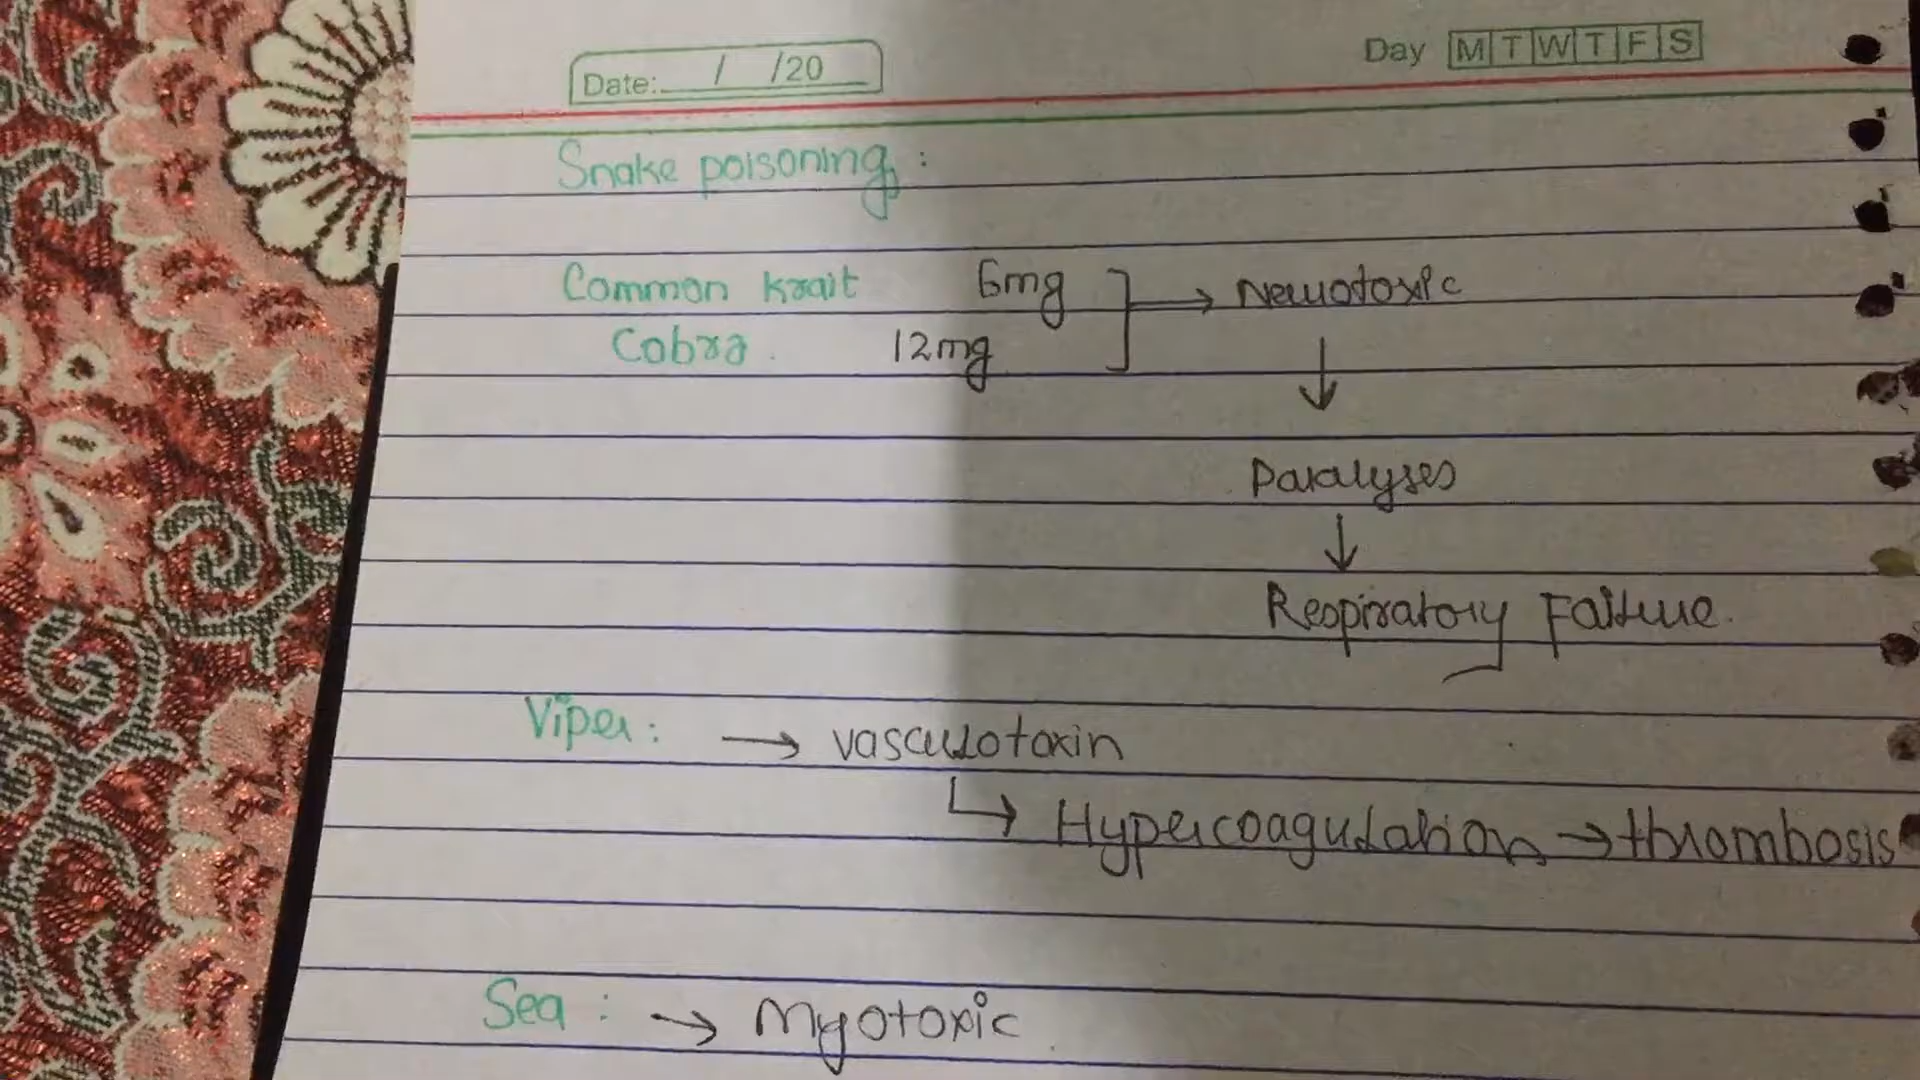 Date: / /20 Day M T W T F S
Snake poisoning :
Common krait 6mg → Neurotoxic
Cobra . 12mg
↓
Paralyses
↓
Respiratory Failure.
Viper : → vasculotoxin
↳ Hypercoagulation → thrombosis
Sea : → Myotoxic